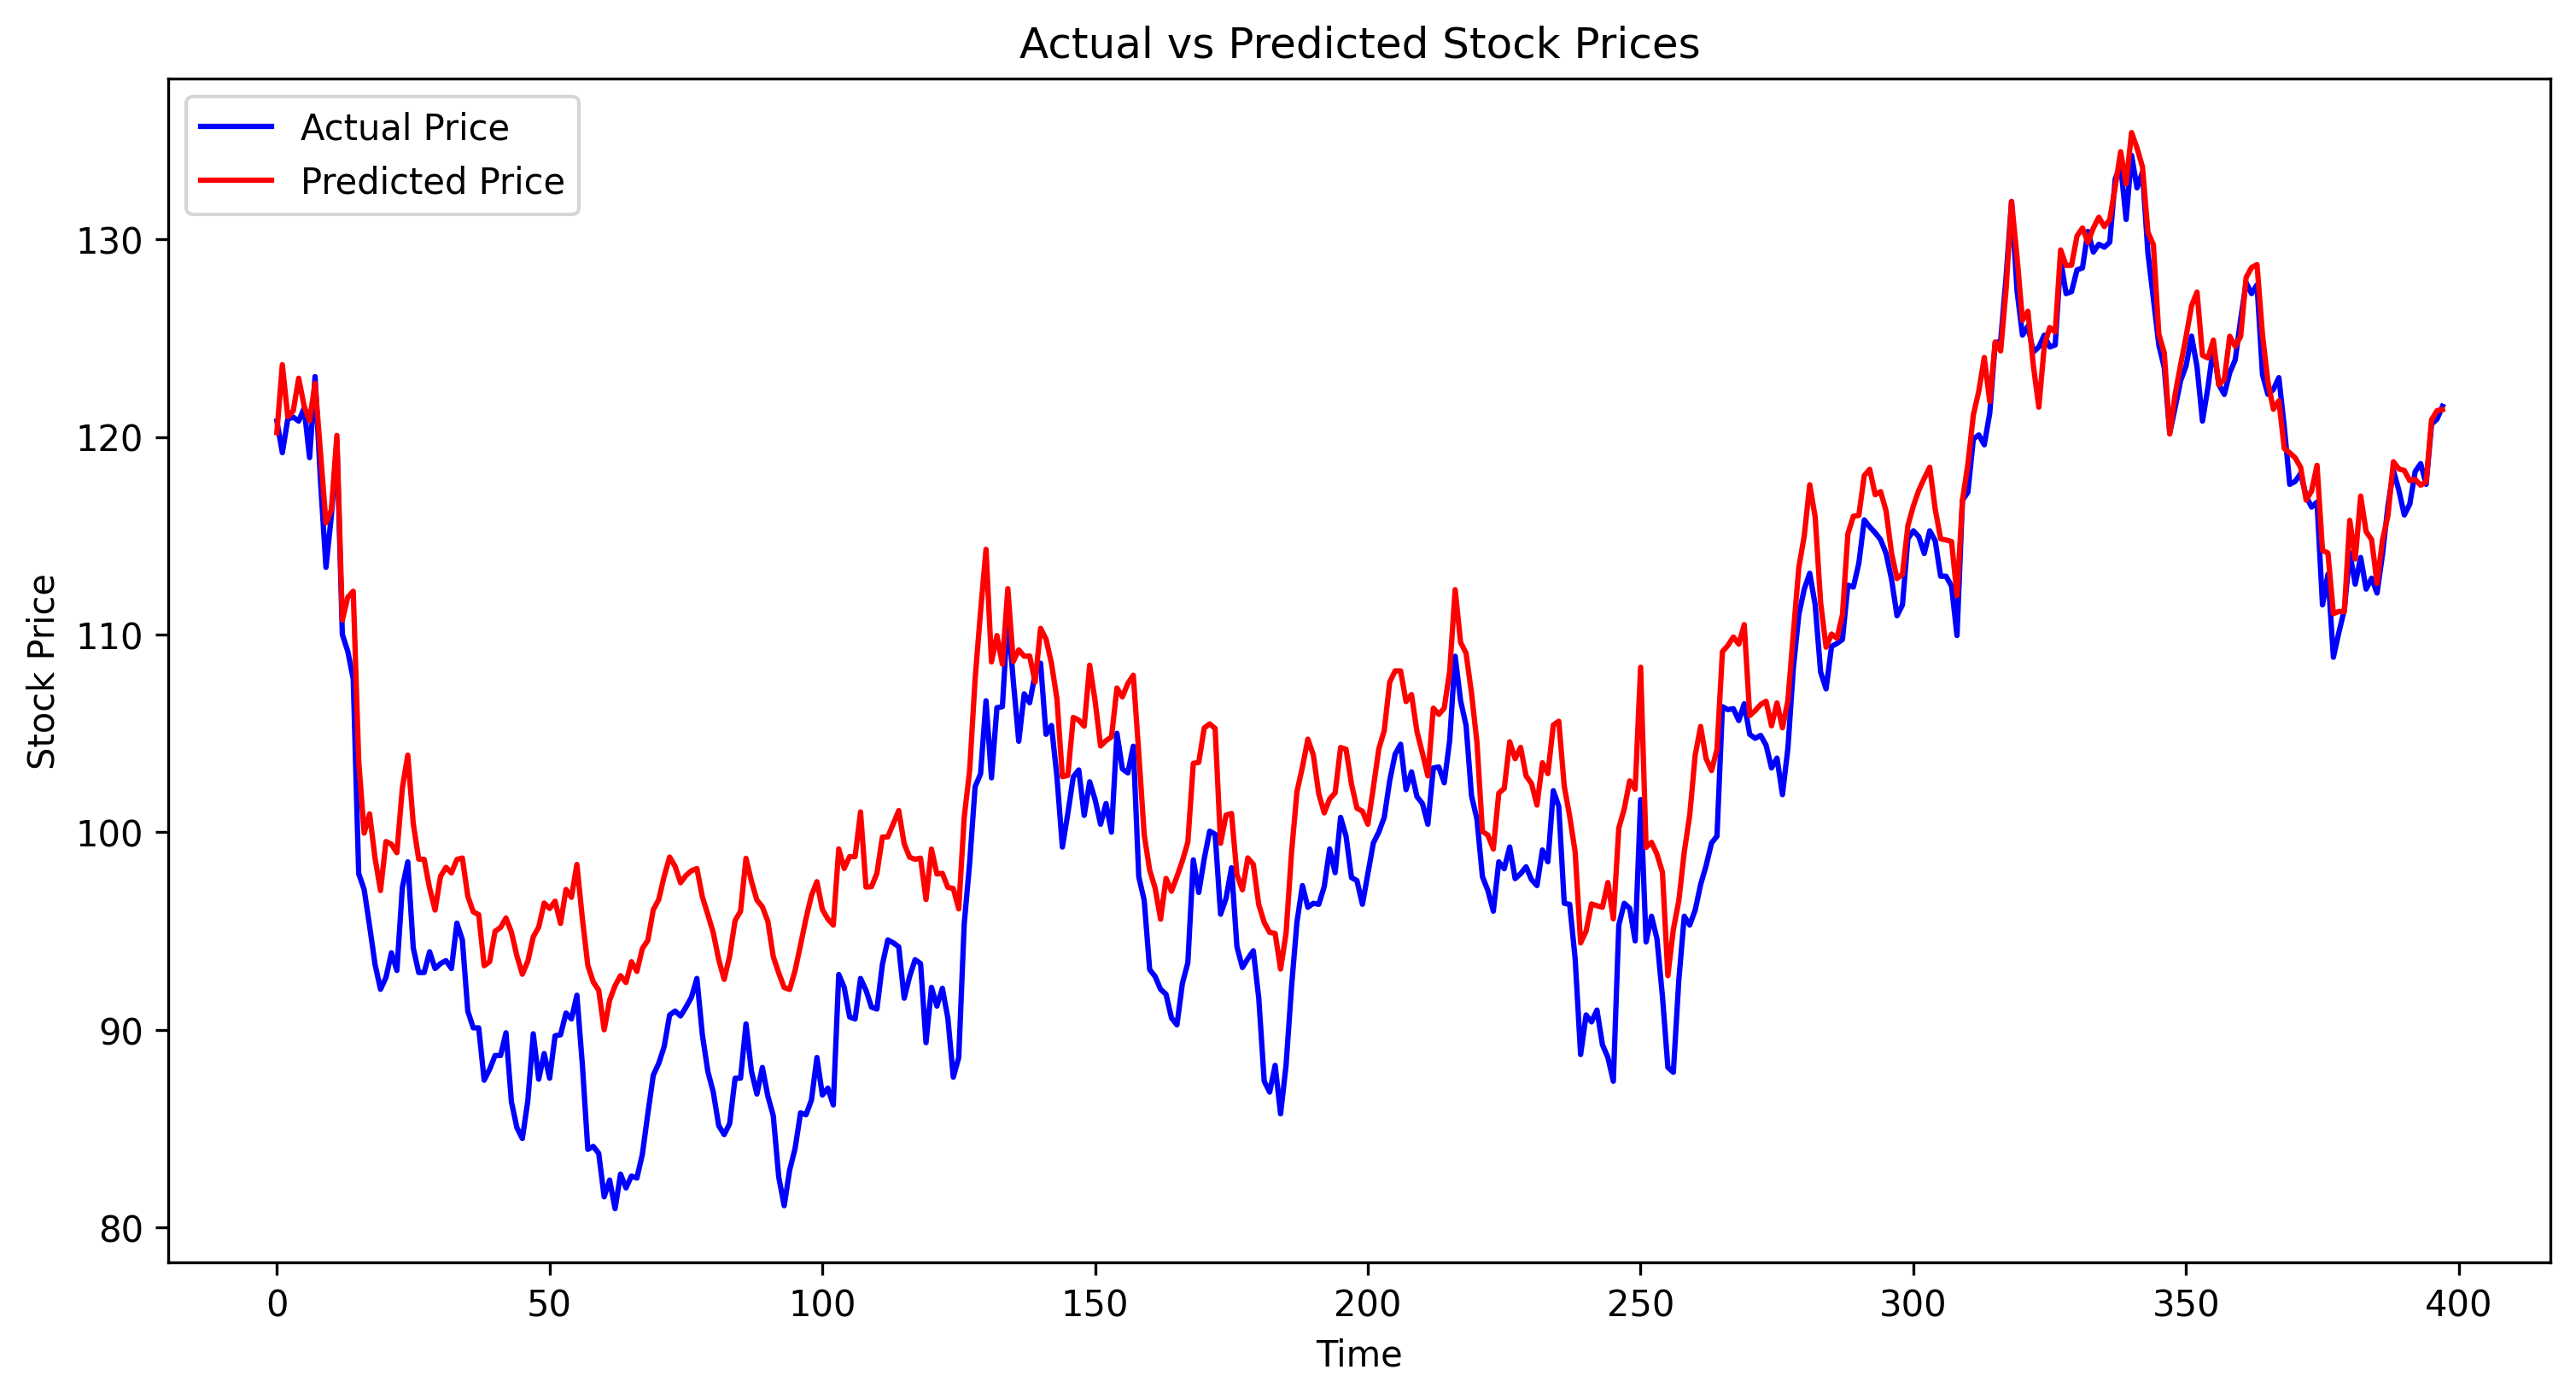 Actual vs Predicted Stock Prices
Actual Price
Predicted Price
Stock Price
130
120
110
100
90
80
0 50 100 150 200 250 300 350 400
Time